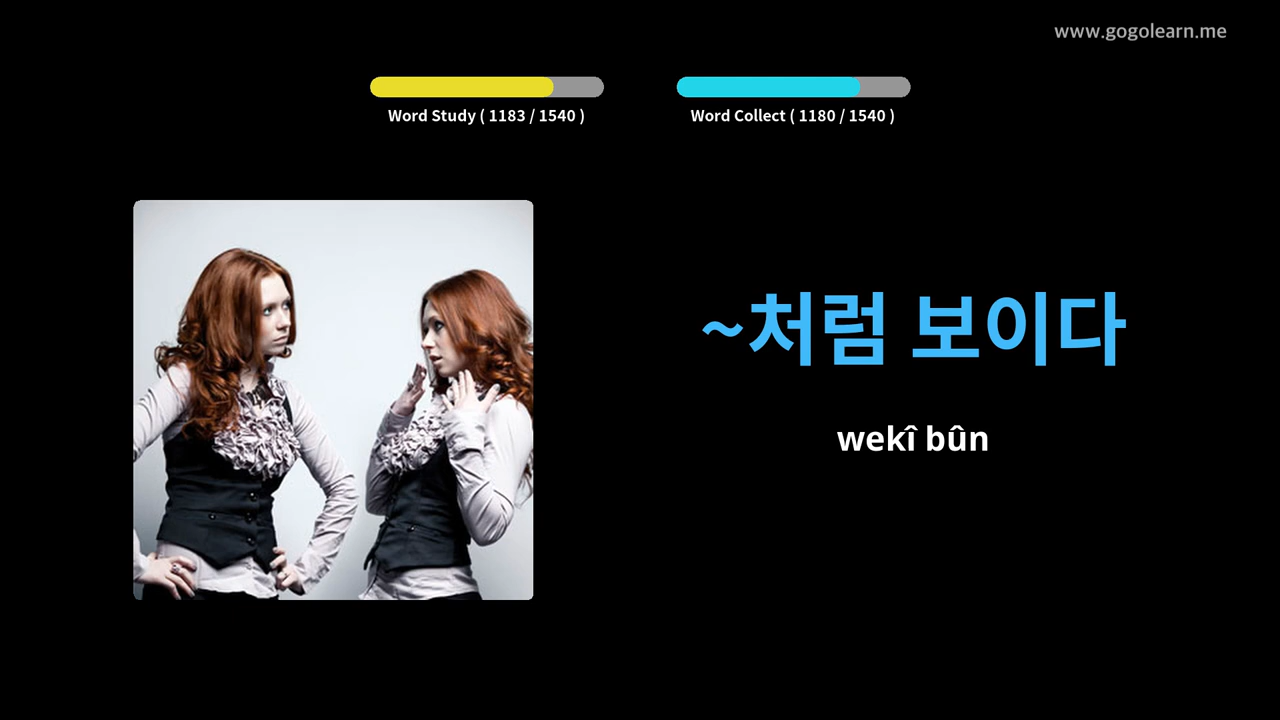 www.gogolearn.me
Word Study ( 1183 / 1540 )
Word Collect ( 1180 / 1540 )
~처럼 보이다
wekî bûn